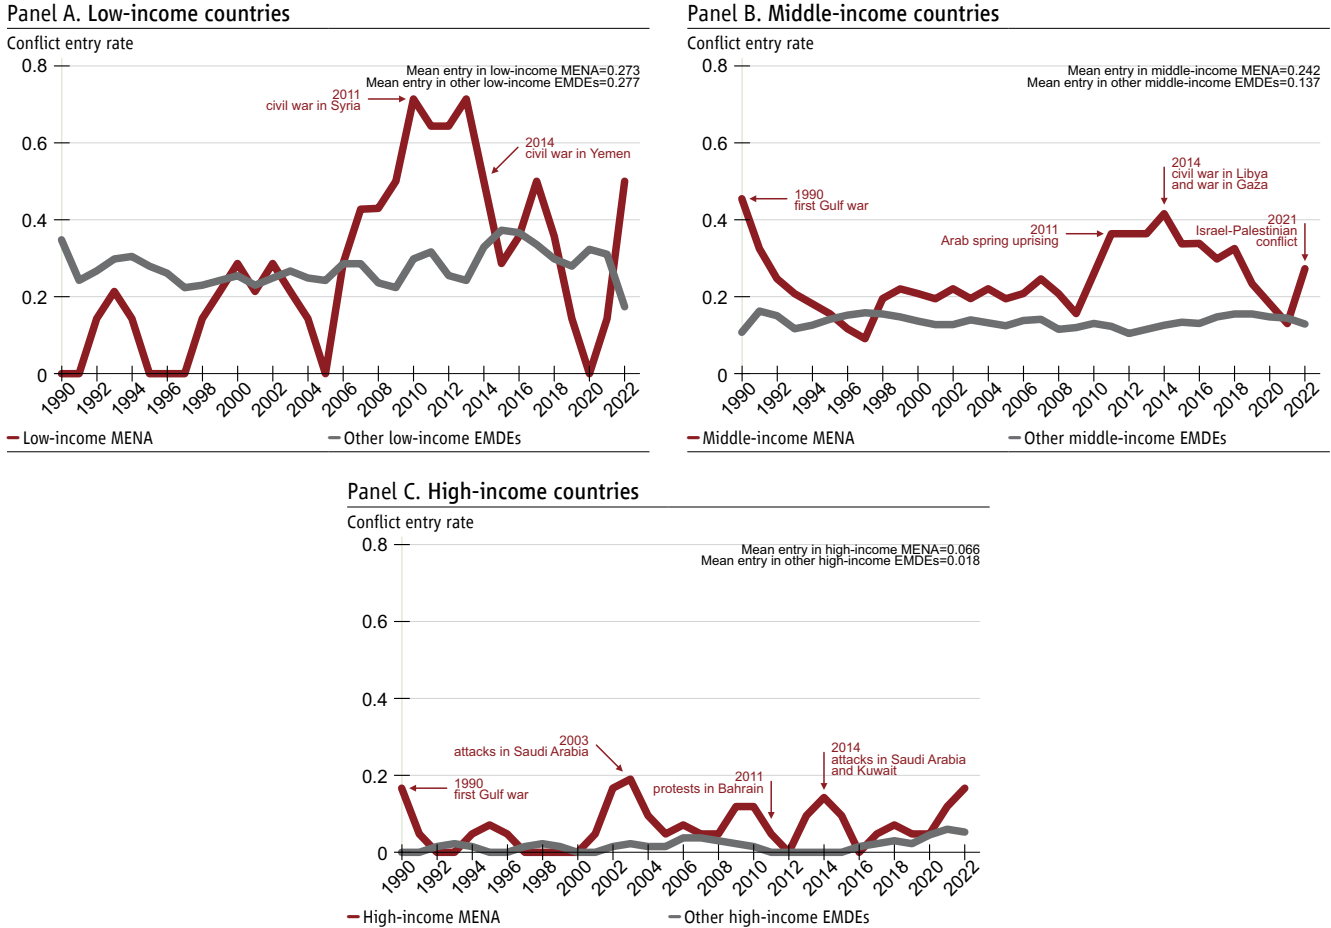 Panel A. Low-income countries
Conflict entry rate
0.8
Mean entry in low-income MENA=0.273
Mean entry in other low-income EMDEs=0.277
2011
civil war in Syria
0.6
2014
civil war in Yemen
0.4
0.2
0
1990 1992 1994 1996 1998 2000 2002 2004 2006 2008 2010 2012 2014 2016 2018 2020 2022
Low-income MENA Other low-income EMDEs
Panel B. Middle-income countries
Conflict entry rate
0.8
Mean entry in low-income MENA=0.242
Mean entry in other middle-income EMDEs=0.137
0.6
2014
civil war in Libya
and war in Gaza
1990
first Gulf war
0.4
2011
Arab spring uprising
2021
Israel-Palestinian
conflict
0.2
0
1990 1992 1994 1996 1998 2000 2002 2004 2006 2008 2010 2012 2014 2016 2018 2020 2022
Middle-income MENA Other middle-income EMDEs
Panel C. High-income countries
Conflict entry rate
0.8
Mean entry in high-income MENA=0.066
Mean entry in other high-income EMDEs=0.018
0.6
0.4
2003
attacks in Saudi Arabia
2014
attacks in Saudi Arabia
and Kuwait
0.2
1990
first Gulf war
2011
protests in Bahrain
0
1990 1992 1994 1996 1998 2000 2002 2004 2006 2008 2010 2012 2014 2016 2018 2020 2022
High-income MENA Other high-income EMDEs